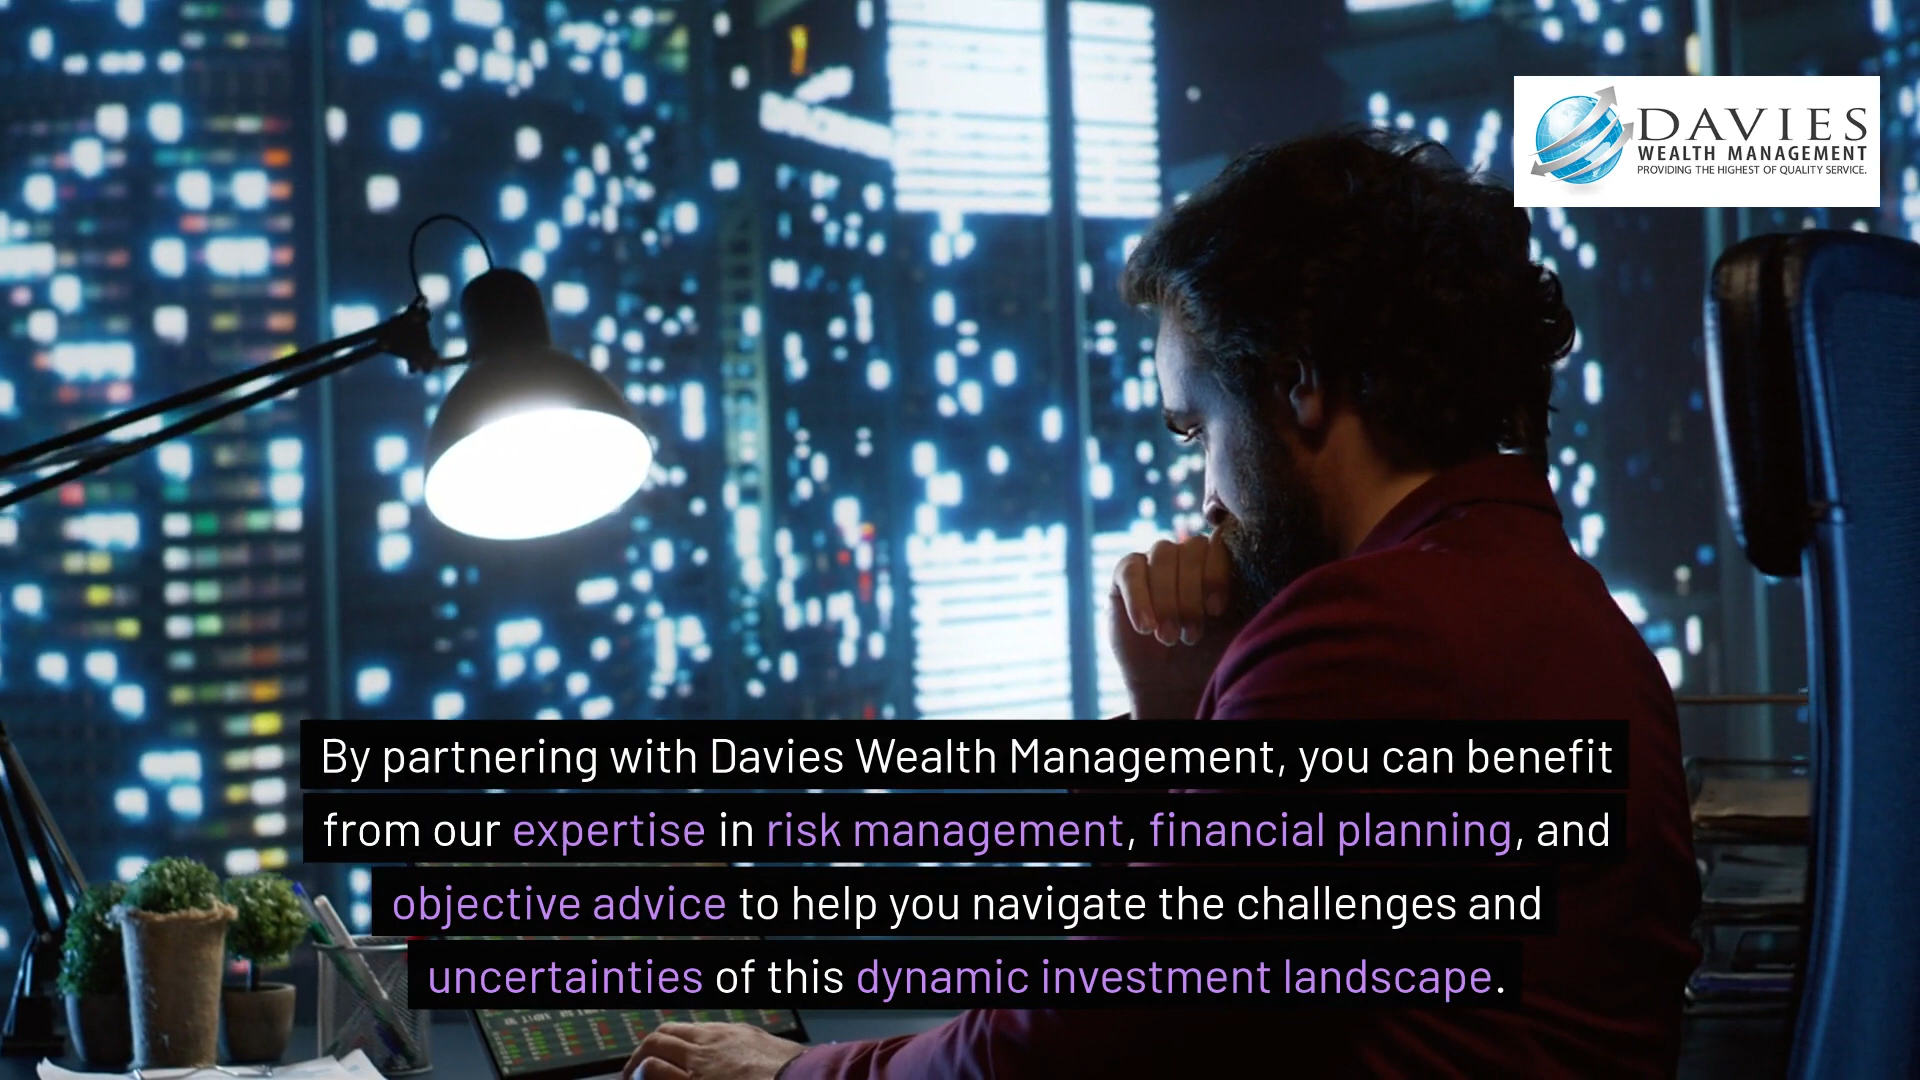 DAVIES
WEALTH MANAGEMENT
PROVIDING THE HIGHEST OF QUALITY SERVICE.
By partnering with Davies Wealth Management, you can benefit
from our expertise in risk management, financial planning, and
objective advice to help you navigate the challenges and
uncertainties of this dynamic investment landscape.